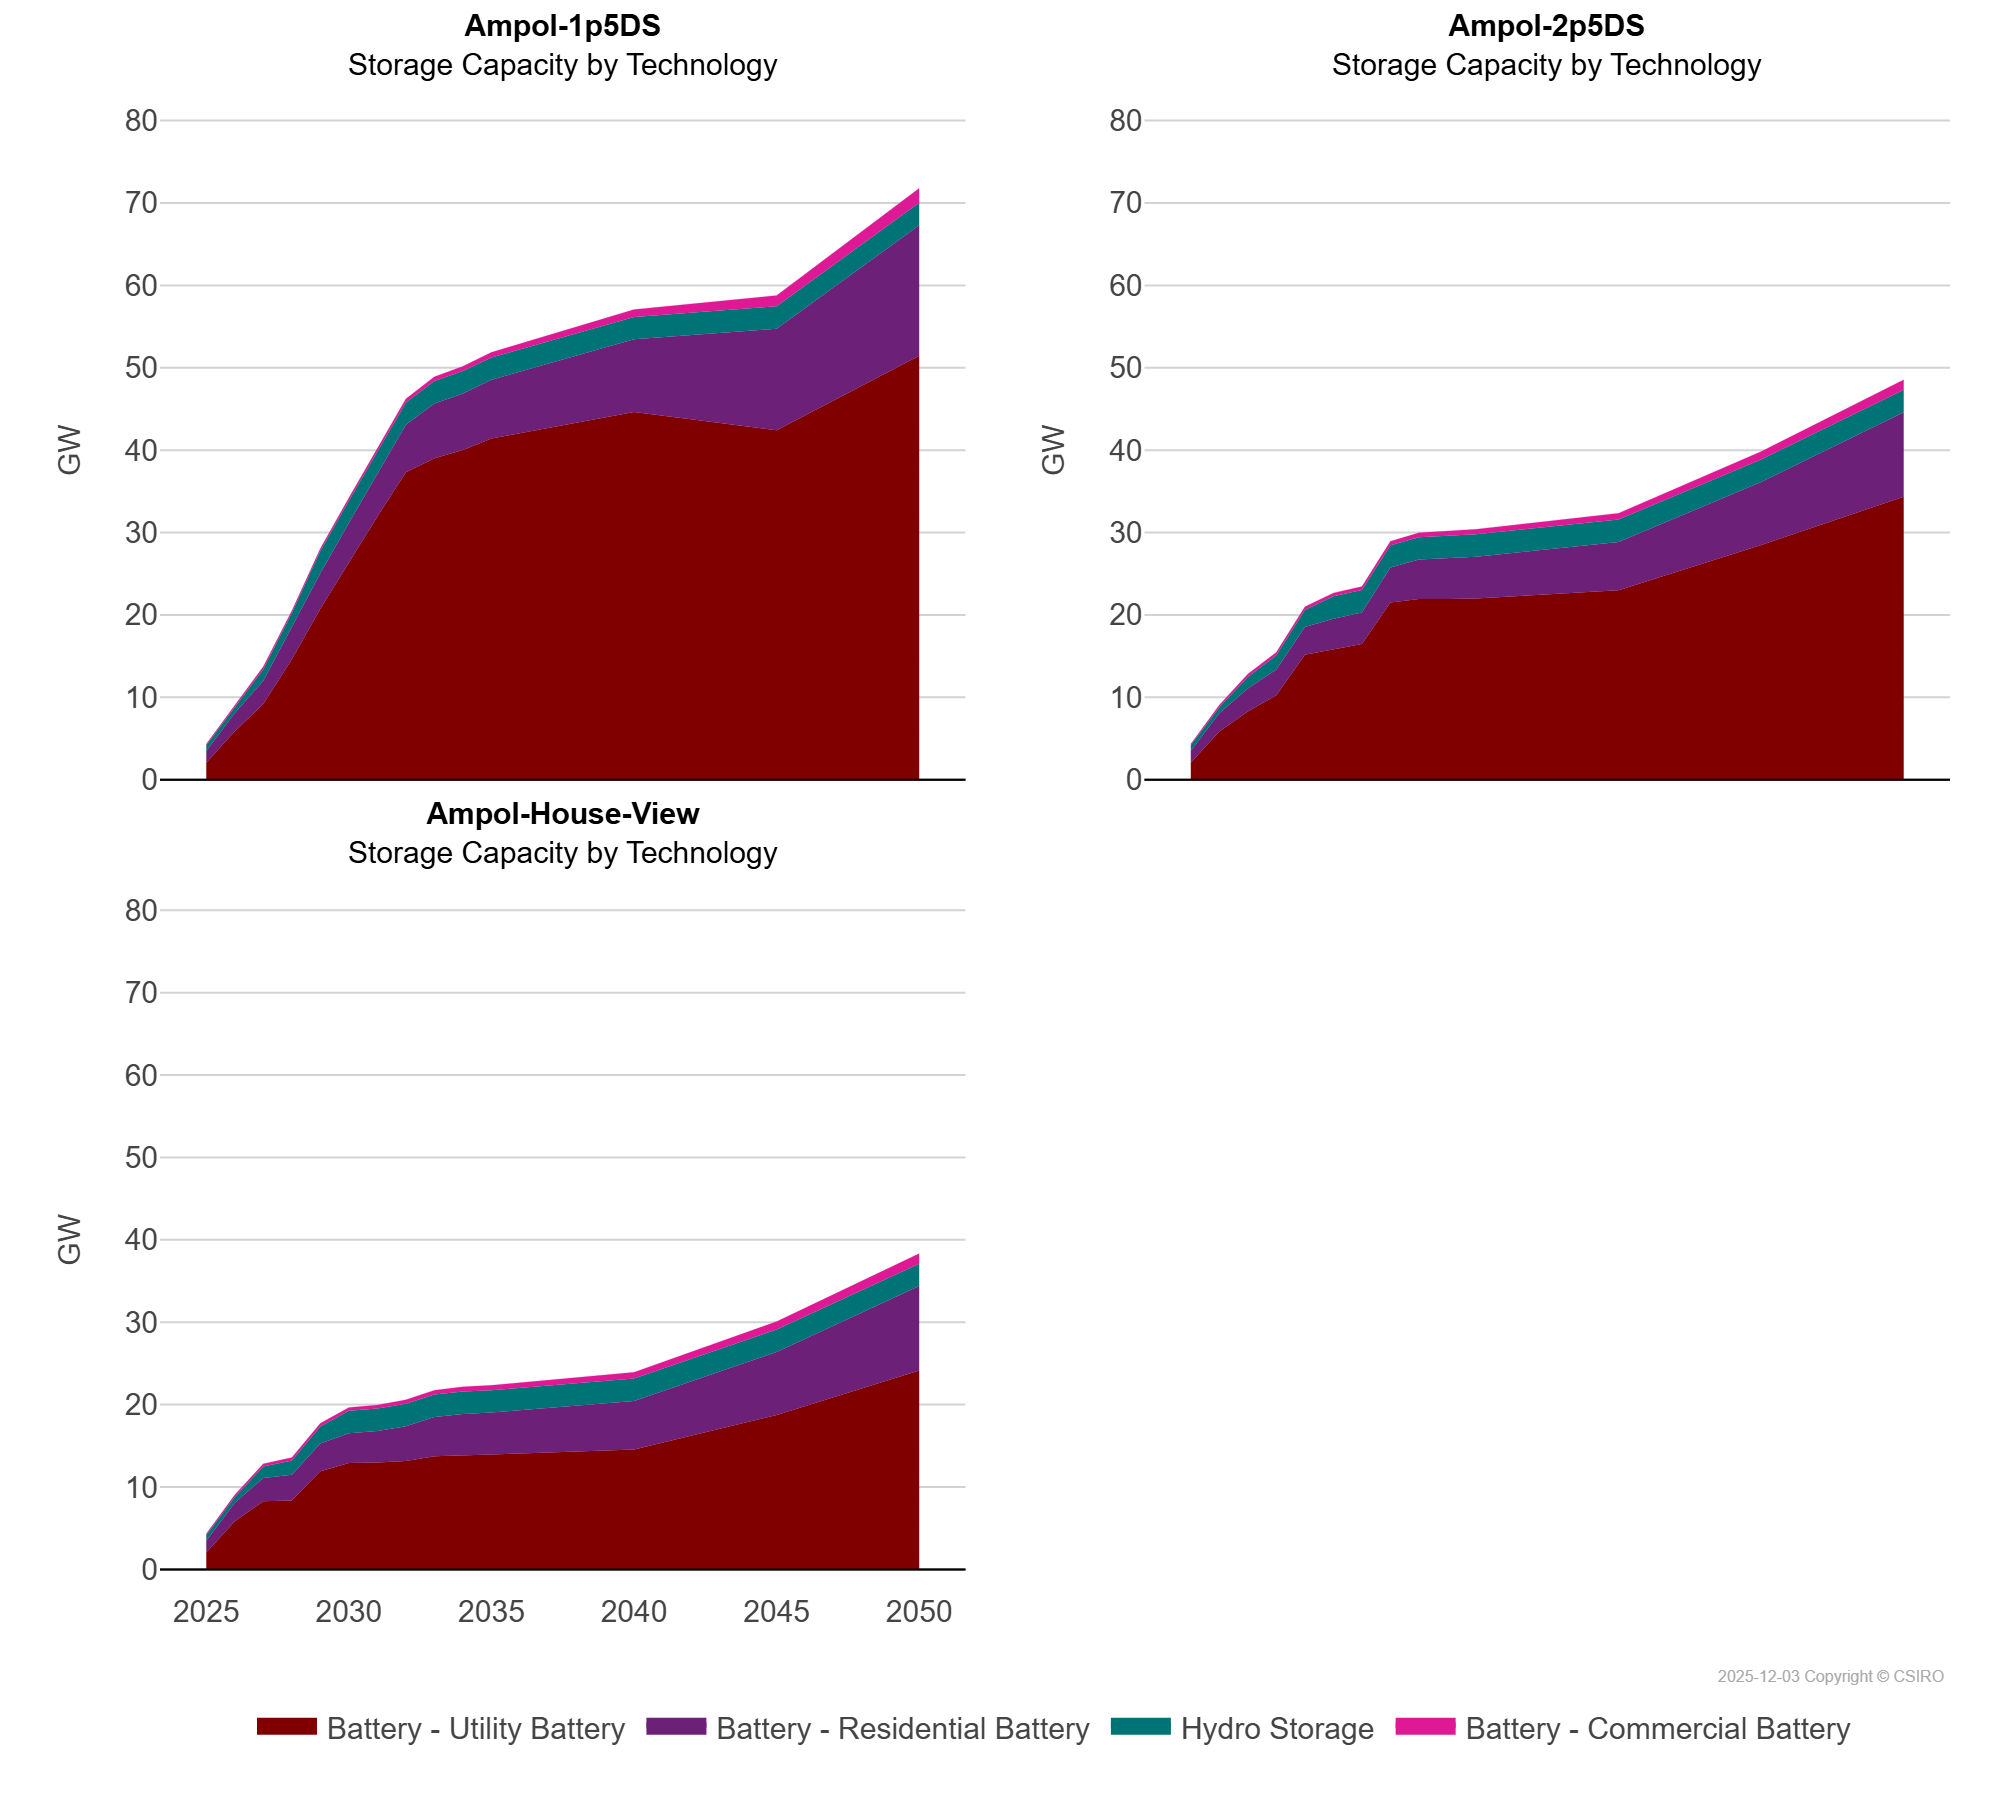 Ampol-1p5DS
Storage Capacity by Technology
80
70
60
50
40
30
20
10
0
GW
Ampol-2p5DS
Storage Capacity by Technology
80
70
60
50
40
30
20
10
0
GW
Ampol-House-View
Storage Capacity by Technology
80
70
60
50
40
30
20
10
0
GW
2025 2030 2035 2040 2045 2050
2025-12-03 Copyright © CSIRO
Battery - Utility Battery Battery - Residential Battery Hydro Storage Battery - Commercial Battery